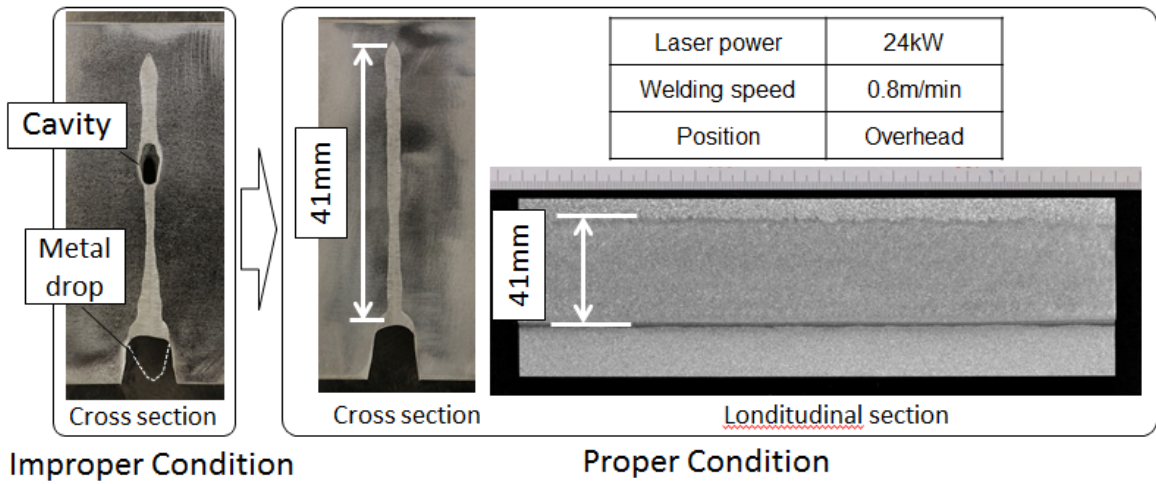 Cavity
Metal
drop
Cross section
Improper Condition
41mm
Cross section
Laser power 24kW
Welding speed 0.8m/min
Position Overhead
41mm
Londitudinal section
Proper Condition